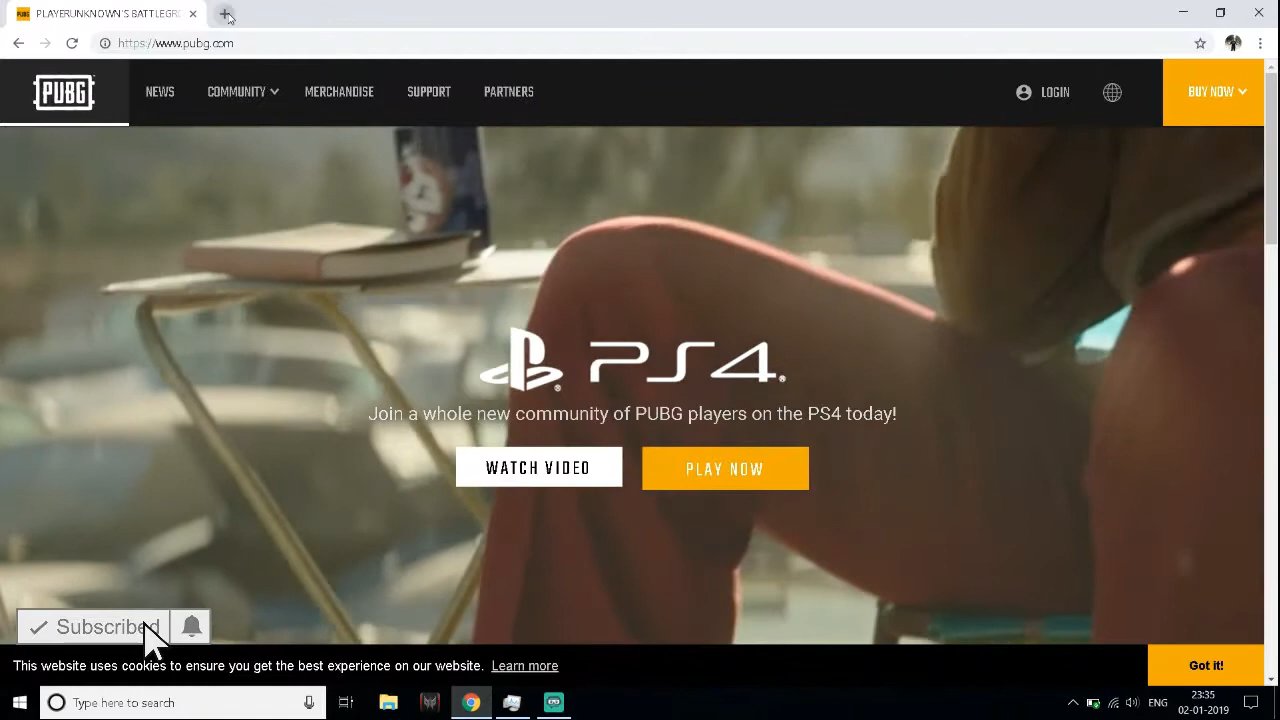 PLAYERUNKNOWN'S BATTLEGRO
https://www.pubg.com
PUBG
NEWS
COMMUNITY
MERCHANDISE
SUPPORT
PARTNERS
LOGIN
BUY NOW
PS4
Join a whole new community of PUBG players on the PS4 today!
WATCH VIDEO
PLAY NOW
Subscribed
This website uses cookies to ensure you get the best experience on our website. Learn more
Got it!
Type here to search
ENG
23:35
02-01-2019